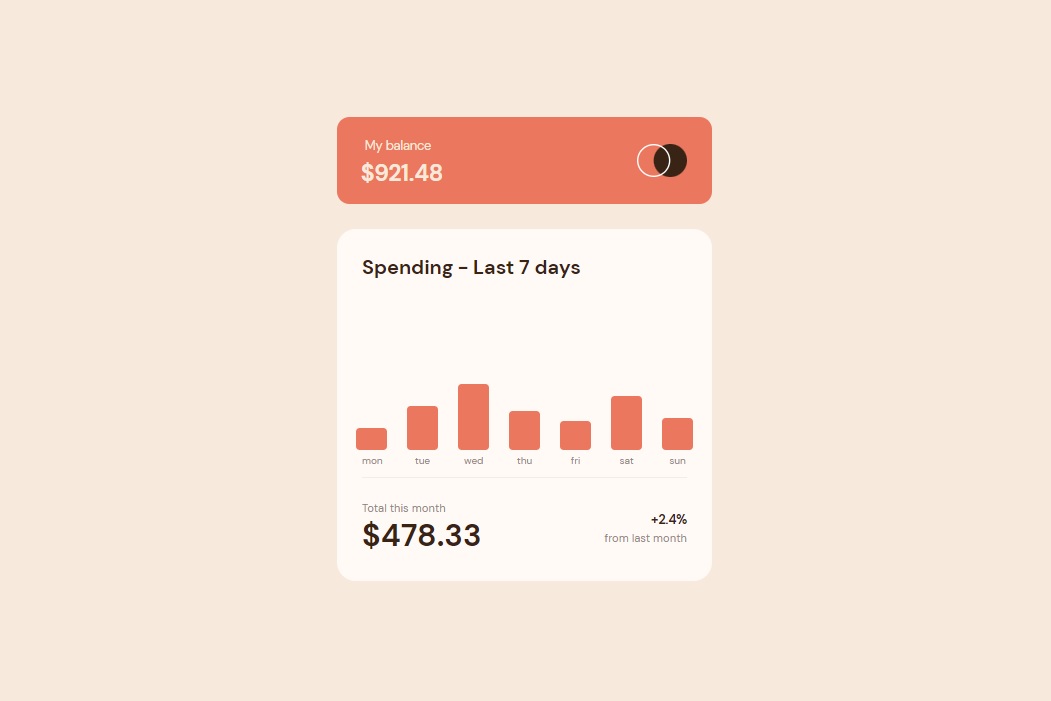 My balance
$921.48
Spending - Last 7 days
mon tue wed thu fri sat sun
Total this month
$478.33
+2.4%
from last month